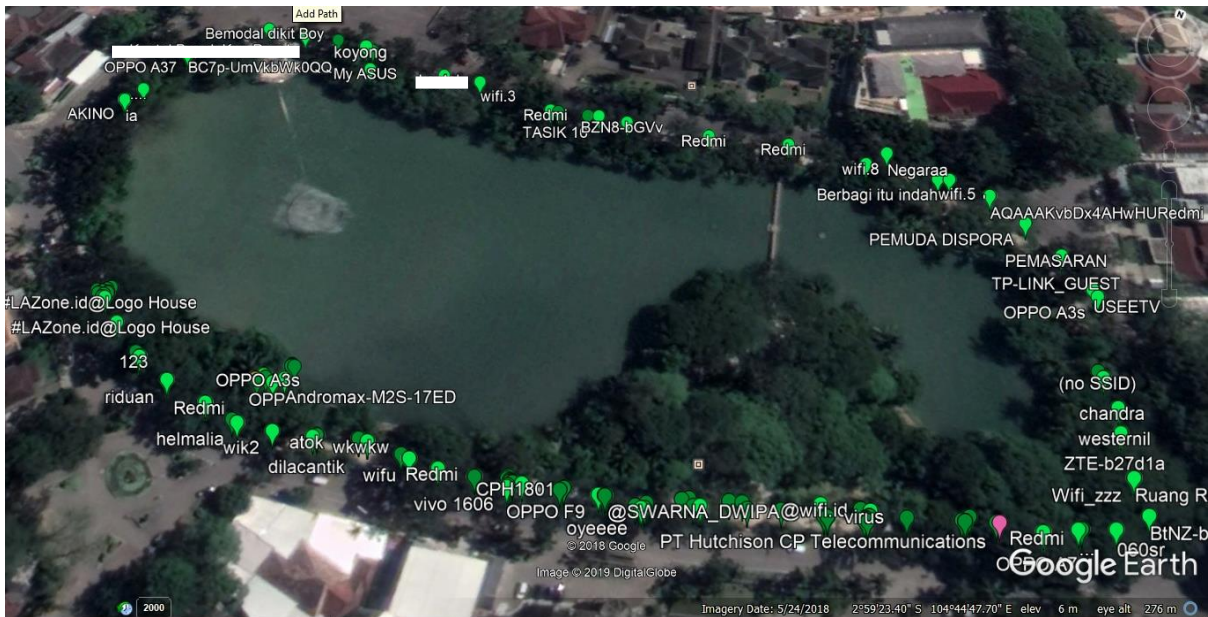 Add Path
Bemodal dikit Boy
koyong
OPPO A37
BC7p-UmVkbWk0QQ
My ASUS
wifi.3
AKINO
....
ia
Redmi
TASIK 10
BZN8-bGVv
Redmi
Redmi
wifi.8
Negaraa
Berbagi itu indah
wifi.5
AQAAAKvbDx4AHwHURedmi
PEMUDA DISPORA
PEMASARAN
TP-LINK_GUEST
#LAZone.id@Logo House
OPPO A3s
USEETV
#LAZone.id@Logo House
123
OPPO A3s
(no SSID)
riduan
OPP
Andromax-M2S-17ED
Redmi
chandra
helmalia
wik2
atok
wkwkw
westernil
dilacantik
wifu
Redmi
ZTE-b27d1a
vivo 1606
CPH1801
Wifi_zzz
Ruang R
OPPO F9
@SWARNA_DWIPA
@wifi.id
virus
oyeeee
PT Hutchison CP Telecommunications
Redmi
...
060sr
BtNZ-b
© 2018 Google
Google Earth
Image © 2019 DigitalGlobe
2000
Imagery Date: 5/24/2018 2°59'23.40" S 104°44'47.70" E elev 6 m eye alt 276 m
N